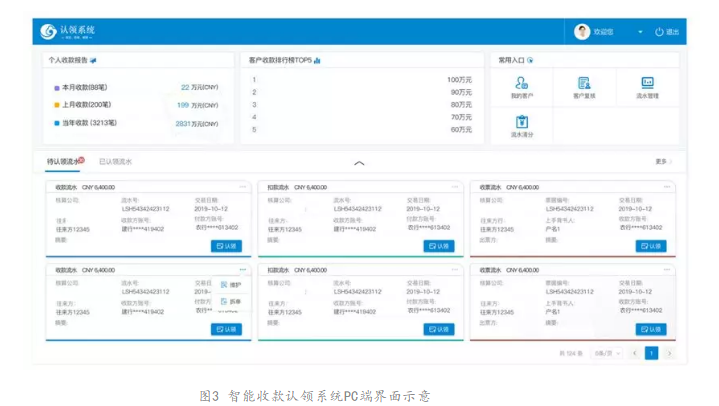 认领系统
欢迎您
退出
个人收款报告
本月收款(88笔) 22 万元(CNY)
上月收款(200笔) 199 万元(CNY)
当年收款 (3213笔) 2831 万元(CNY)
客户收款排行榜TOP5
1 100万元
2 90万元
3 80万元
4 70万元
5 60万元
常用入口
我的客户
客户复核
流水管理
流水清分
待认领流水
已认领流水
更多
收款流水 CNY 6,400.00 ...
核算公司: 流水号: 交易日期:
LSH54342423112 2019-10-12
收款方账号: 付款方账号:
往来方12345 建行****419402 农行****613402
摘要:
认领
扣款流水 CNY 6,400.00 ...
核算公司: 流水号: 交易日期:
LSH54342423112 2019-10-12
往来方: 收款方账号: 付款方账号:
往来方12345 建行****419402 农行****613402
摘要:
认领
收票流水 CNY 6,400.00 ...
核算公司: 票据编号: 交易日期:
LSH54342423112 2019-10-12
往来方行: 上手背书人: 付款方账号:
往来方12345 户名1 农行****613402
出票方: 摘要:
认领
收款流水 CNY 6,400.00 ...
核算公司: 流水号: 交易日
LSH54342423112 2019-
往来方: 收款方账号: 付款方
往来方12345 建行****419402 农行****
摘要:
维护
拆单
认领
扣款流水 CNY 6,400.00 ...
核算公司: 流水号: 交易日期:
LSH54342423112 2019-10-12
往来方: 收款方账号: 付款方账号:
往来方12345 建行****419402 农行****613402
摘要:
认领
收票流水 CNY 6,400.00 ...
核算公司: 票据编号: 交易日期:
LSH54342423112 2019-10-12
往来方: 上手背书人: 付款方账号:
往来方12345 户名1 农行****613402
出票方: 摘要:
认领
共 124 条 6条/页 < 1 >
图3 智能收款认领系统PC端界面示意